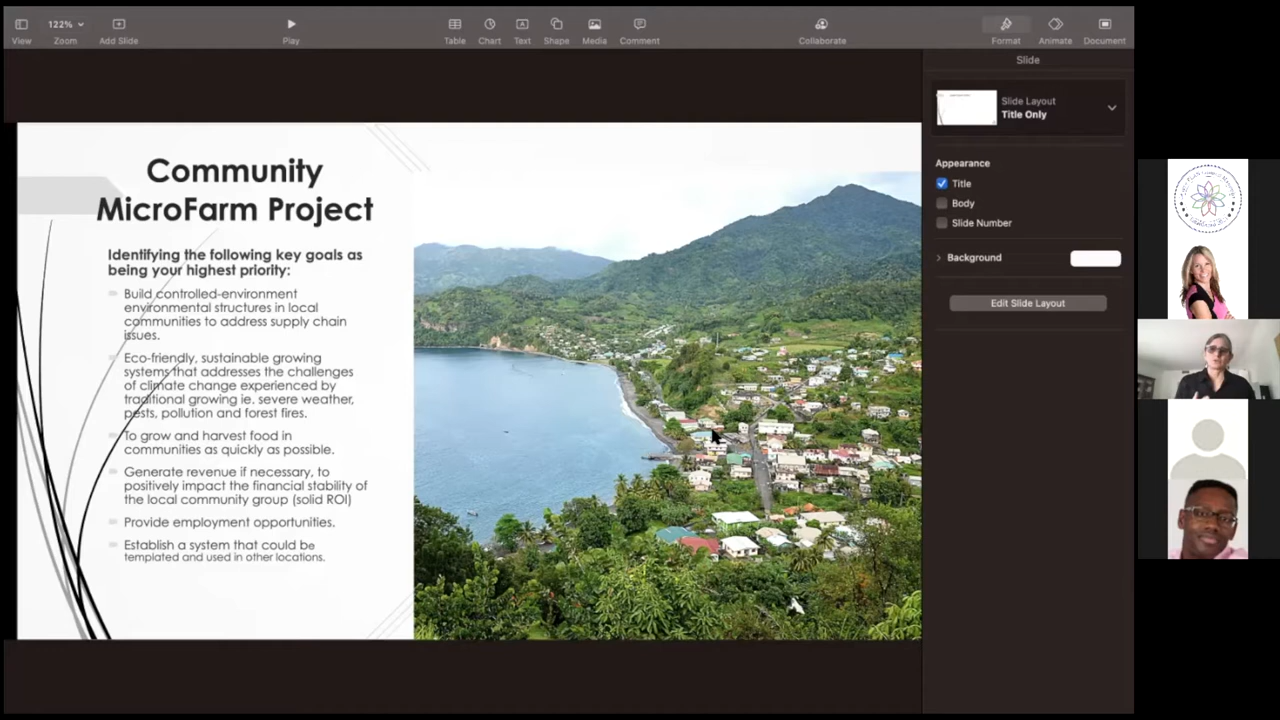 122%
View
Zoom
Add Slide
Play
Table
Chart
Text
Shape
Media
Comment
Collaborate
Format
Animate
Document
Slide
Slide Layout
Title Only
Appearance
Title
Body
Slide Number
Background
Edit Slide Layout
Community
MicroFarm Project
Identifying the following key goals as
being your highest priority:
Build controlled-environment
environmental structures in local
communities to address supply chain
issues.
Eco-friendly, sustainable growing
systems that addresses the challenges
of climate change experienced by
traditional growing ie. severe weather,
pests, pollution and forest fires.
To grow and harvest food in
communities as quickly as possible.
Generate revenue if necessary, to
positively impact the financial stability of
the local community group (solid ROI)
Provide employment opportunities.
Establish a system that could be
templated and used in other locations.